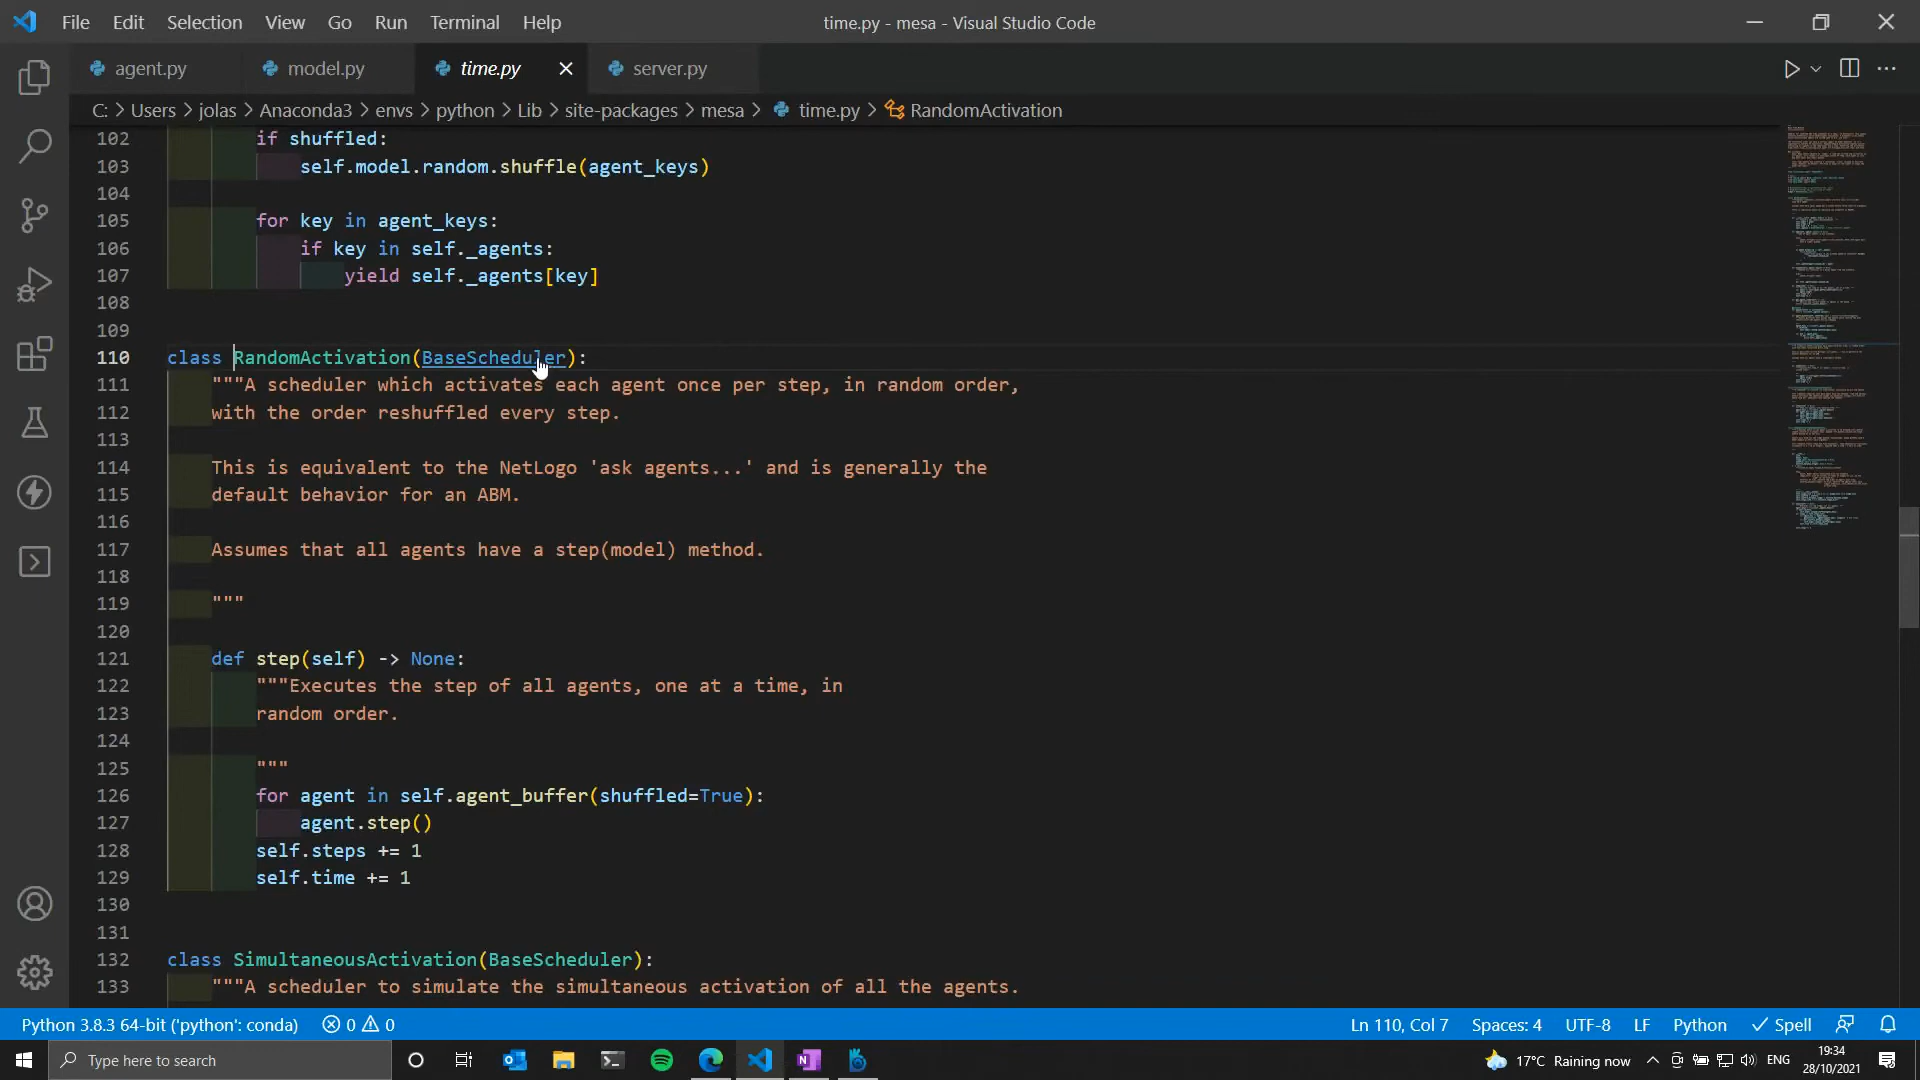 File Edit Selection View Go Run Terminal Help time.py - mesa - Visual Studio Code
agent.py model.py time.py server.py
C: > Users > jolas > Anaconda3 > envs > python > Lib > site-packages > mesa > time.py > RandomActivation
102 if shuffled:
103 self.model.random.shuffle(agent_keys)
104
105 for key in agent_keys:
106 if key in self._agents:
107 yield self._agents[key]
108
109
110 class RandomActivation(BaseScheduler):
111 """A scheduler which activates each agent once per step, in random order,
112 with the order reshuffled every step.
113
114 This is equivalent to the NetLogo 'ask agents...' and is generally the
115 default behavior for an ABM.
116
117 Assumes that all agents have a step(model) method.
118
119 """
120
121 def step(self) -> None:
122 """Executes the step of all agents, one at a time, in
123 random order.
124
125 """
126 for agent in self.agent_buffer(shuffled=True):
127 agent.step()
128 self.steps += 1
129 self.time += 1
130
131
132 class SimultaneousActivation(BaseScheduler):
133 """A scheduler to simulate the simultaneous activation of all the agents.
Python 3.8.3 64-bit ('python': conda) 0 0 Ln 110, Col 7 Spaces: 4 UTF-8 LF Python Spell
Type here to search 17°C Raining now ENG 19:34
28/10/2021